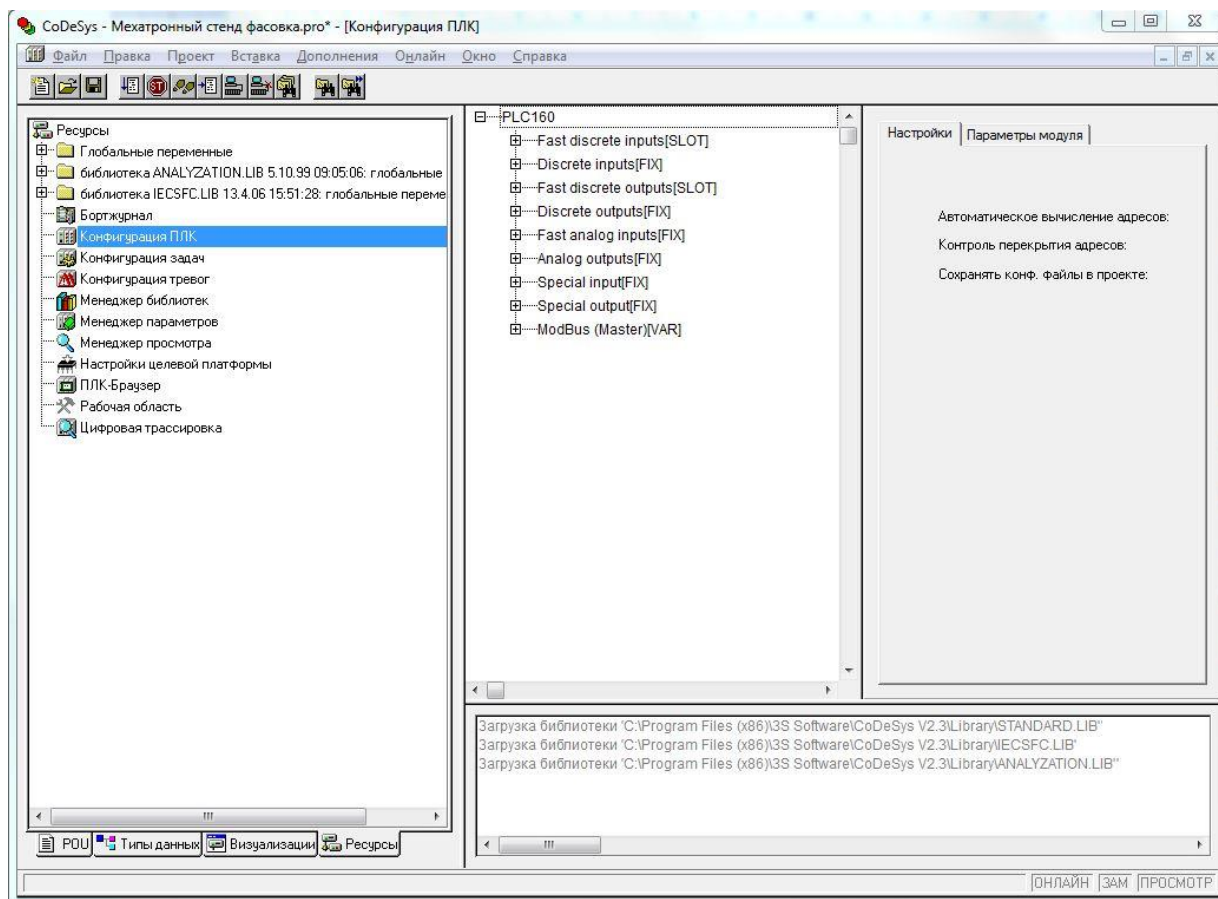 CoDeSys - Мехатронный стенд фасовка.pro* - [Конфигурация ПЛК]
Файл Правка Проект Вставка Дополнения Онлайн Окно Справка
Ресурсы
Глобальные переменные
библиотека ANALYZATION.LIB 5.10.99 09:05:06: глобальные
библиотека IECSFC.LIB 13.4.06 15:51:28: глобальные переме
Бортжурнал
Конфигурация ПЛК
Конфигурация задач
Конфигурация тревог
Менеджер библиотек
Менеджер параметров
Менеджер просмотра
Настройки целевой платформы
ПЛК-Браузер
Рабочая область
Цифровая трассировка
POU Типы данных Визуализации Ресурсы
PLC160
Fast discrete inputs[SLOT]
Discrete inputs[FIX]
Fast discrete outputs[SLOT]
Discrete outputs[FIX]
Fast analog inputs[FIX]
Analog outputs[FIX]
Special input[FIX]
Special output[FIX]
ModBus (Master)[VAR]
Настройки Параметры модуля
Автоматическое вычисление адресов:
Контроль перекрытия адресов:
Сохранять конф. файлы в проекте:
Загрузка библиотеки 'C:\Program Files (x86)\3S Software\CoDeSys V2.3\Library\STANDARD.LIB''
Загрузка библиотеки 'C:\Program Files (x86)\3S Software\CoDeSys V2.3\Library\IECSFC.LIB'
Загрузка библиотеки 'C:\Program Files (x86)\3S Software\CoDeSys V2.3\Library\ANALYZATION.LIB''
ОНЛАЙН ЗАМ ПРОСМОТР